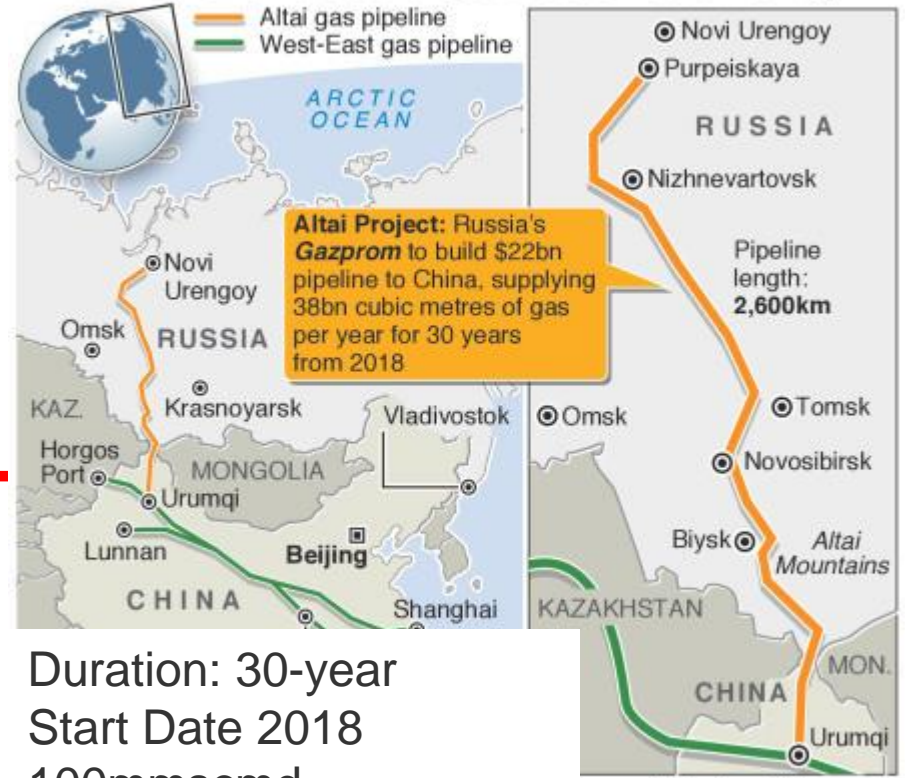 Altai gas pipeline
West-East gas pipeline
ARCTIC
OCEAN
Novi
Urengoy
Omsk
RUSSIA
Krasnoyarsk
KAZ.
Horgos
Port
MONGOLIA
Urumqi
Vladivostok
Lunnan
Beijing
CHINA
Shanghai
Altai Project: Russia's
Gazprom to build $22bn
pipeline to China, supplying
38bn cubic metres of gas
per year for 30 years
from 2018
Novi Urengoy
Purpeiskaya
RUSSIA
Nizhnevartovsk
Pipeline
length:
2,600km
Omsk
Tomsk
Novosibirsk
Biysk
Altai
Mountains
KAZAKHSTAN
MON.
CHINA
Urumqi
Duration: 30-year
Start Date 2018